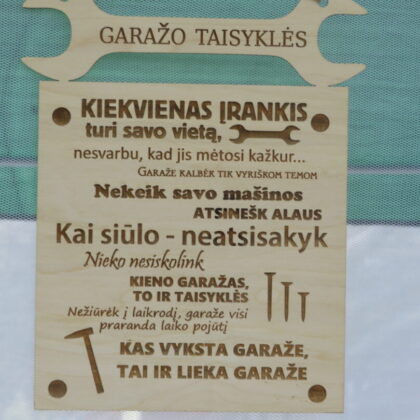 GARAŽO TAISYKLĖS
KIEKVIENAS ĮRANKIS
turi savo vietą,
nesvarbu, kad jis mėtosi kažkur...
GARAŽE KALBĖK TIK VYRIŠKOM TEMOM
Nekeik savo mašinos
ATSINEŠK ALAUS
Kai siūlo - neatsisakyk
Nieko nesiskolink
KIENO GARAŽAS,
TO IR TAISYKLĖS
Nežiūrėk į laikrodį, garaže visi
praranda laiko pojūtį
KAS VYKSTA GARAŽE,
TAI IR LIEKA GARAŽE